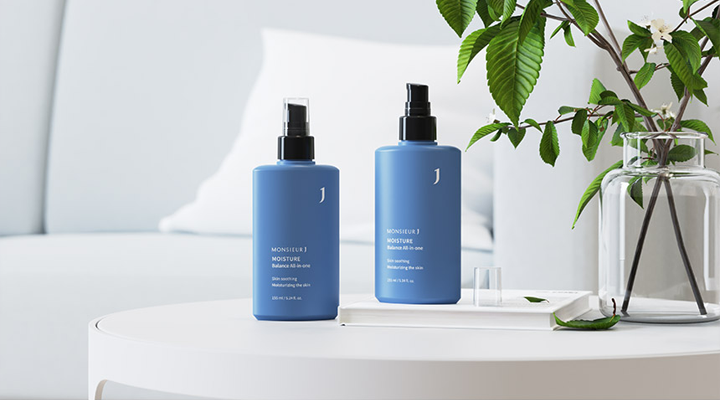 J
MONSIEUR J
MOISTURE
Balance All-in-one
Skin soothing
Moisturizing the skin
J
MONSIEUR J
MOISTURE
Balance All-in-one
Skin soothing
Moisturizing the skin